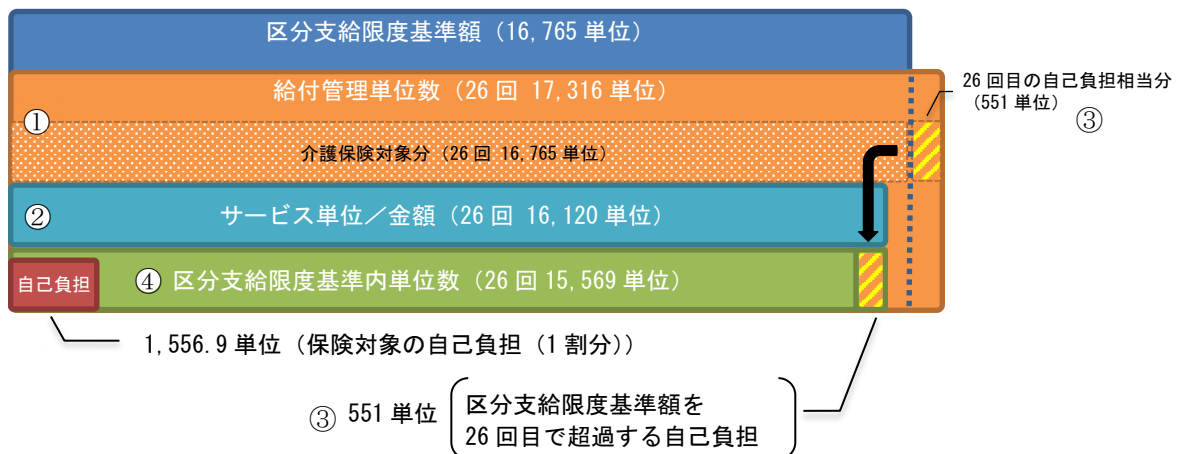 区分支給限度基準額（16,765 単位）
給付管理単位数（26 回 17,316 単位）
26 回目の自己負担相当分
（551 単位）
③
①
介護保険対象分（26 回 16,765 単位）
②
サービス単位／金額（26 回 16,120 単位）
自己負担
④ 区分支給限度基準内単位数（26 回 15,569 単位）
1,556.9 単位（保険対象の自己負担（1 割分））
③ 551 単位
区分支給限度基準額を
26 回目で超過する自己負担